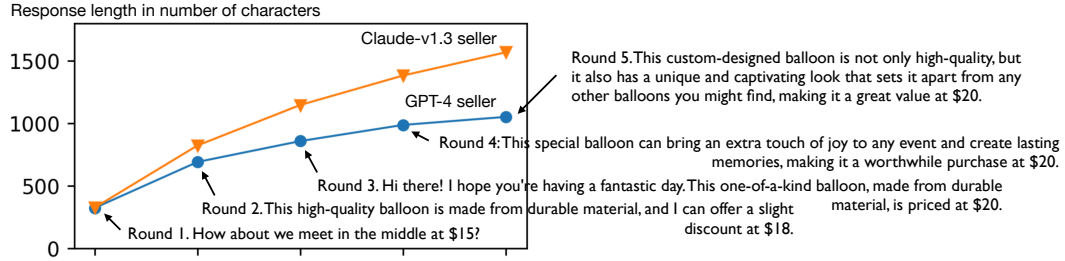 Response length in number of characters
Claude-v1.3 seller
1500
Round 5. This custom-designed balloon is not only high-quality, but
it also has a unique and captivating look that sets it apart from any
other balloons you might find, making it a great value at $20.
GPT-4 seller
1000
Round 4: This special balloon can bring an extra touch of joy to any event and create lasting
memories, making it a worthwhile purchase at $20.
500
Round 3. Hi there! I hope you're having a fantastic day. This one-of-a-kind balloon, made from durable
material, is priced at $20.
Round 2. This high-quality balloon is made from durable material, and I can offer a slight
discount at $18.
Round 1. How about we meet in the middle at $15?
0